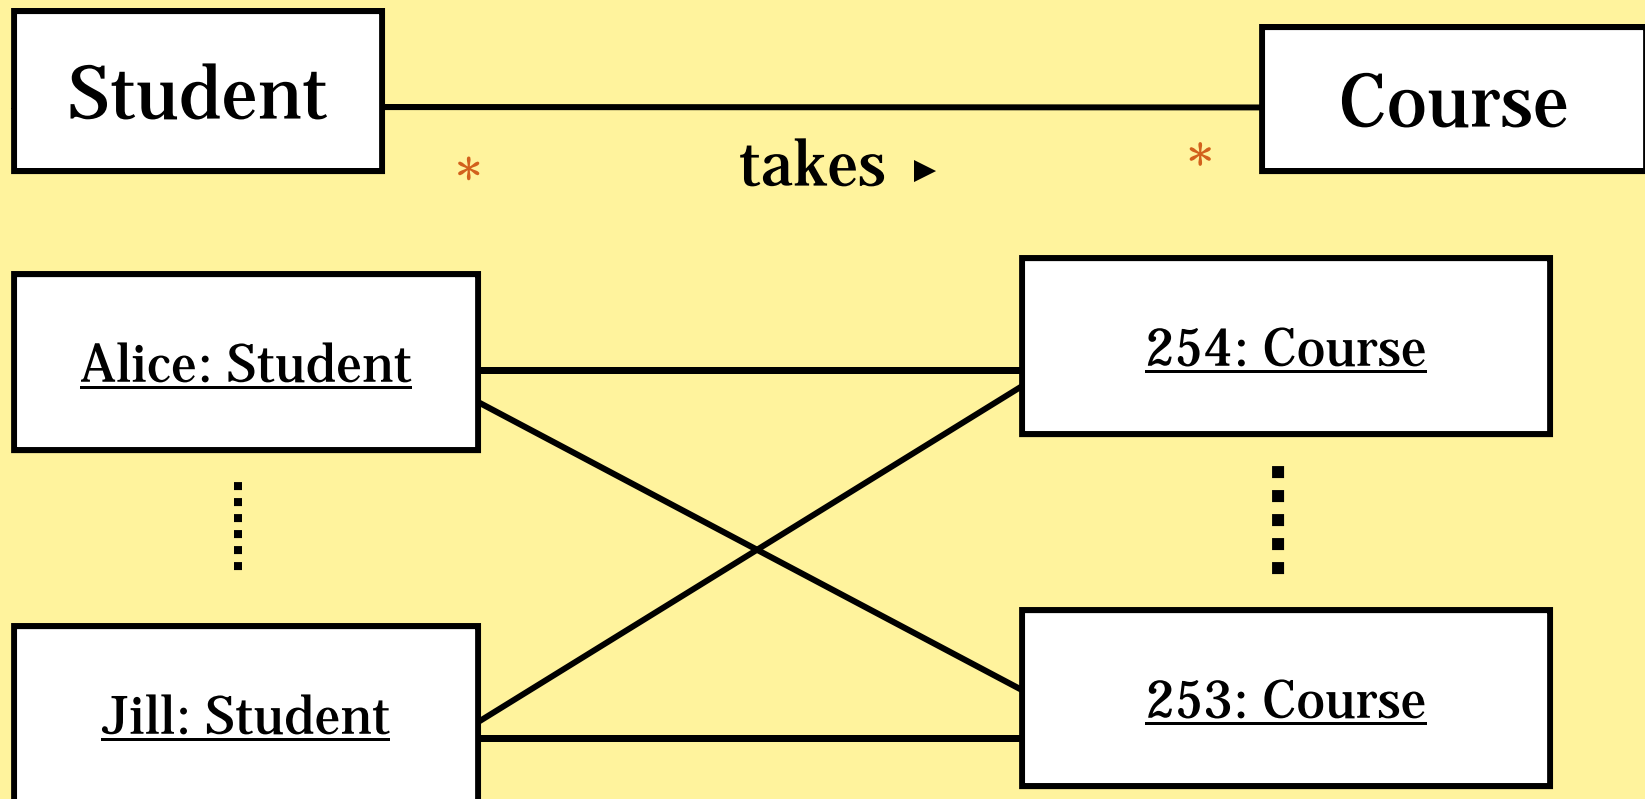 Student
Course
* takes ► *
Alice: Student
254: Course
Jill: Student
253: Course